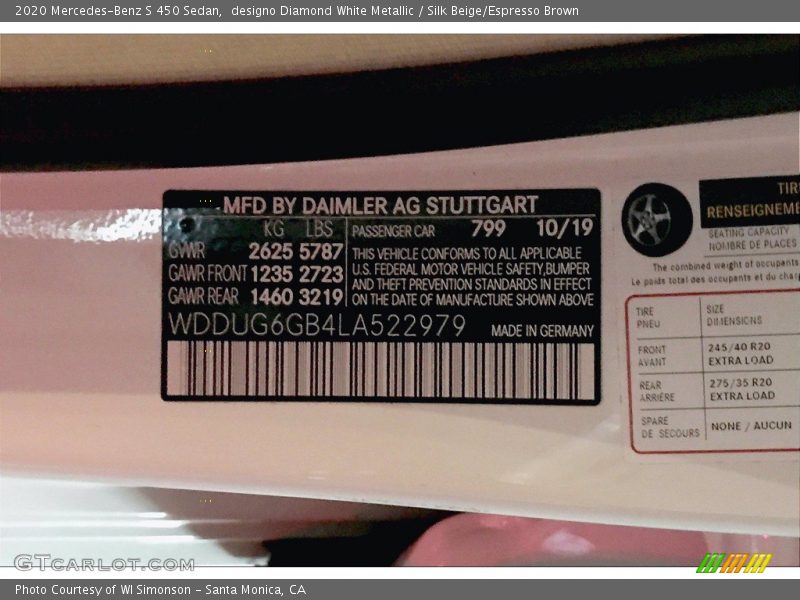 2020 Mercedes-Benz S 450 Sedan, designo Diamond White Metallic / Silk Beige/Espresso Brown
MFD BY DAIMLER AG STUTTGART
KG LBS PASSENGER CAR 799 10/19
GVWR 2625 5787
GAWR FRONT 1235 2723
GAWR REAR 1460 3219
THIS VEHICLE CONFORMS TO ALL APPLICABLE
U.S. FEDERAL MOTOR VEHICLE SAFETY,BUMPER
AND THEFT PREVENTION STANDARDS IN EFFECT
ON THE DATE OF MANUFACTURE SHOWN ABOVE
WDDUG6GB4LA522979 MADE IN GERMANY
TIRE
RENSEIGNEME
SEATING CAPACITY
NOMBRE DE PLACES
The combined weight of occupants
Le poids total des occupants et du char
TIRE SIZE
PNEU DIMENSIONS
FRONT 245/40 R20
AVANT EXTRA LOAD
REAR 275/35 R20
ARRIÈRE EXTRA LOAD
SPARE NONE / AUCUN
DE SECOURS
GTCARLOT.COM
Photo Courtesy of WI Simonson - Santa Monica, CA